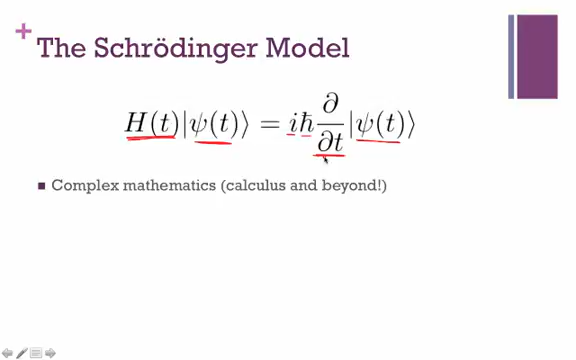 The Schrödinger Model
H(t)|ψ(t)⟩ = iħ ∂/∂t |ψ(t)⟩
Complex mathematics (calculus and beyond!)